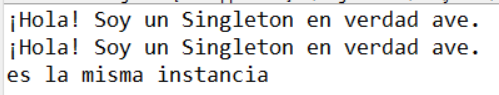 ¡Hola! Soy un Singleton en verdad ave.
¡Hola! Soy un Singleton en verdad ave.
es la misma instancia